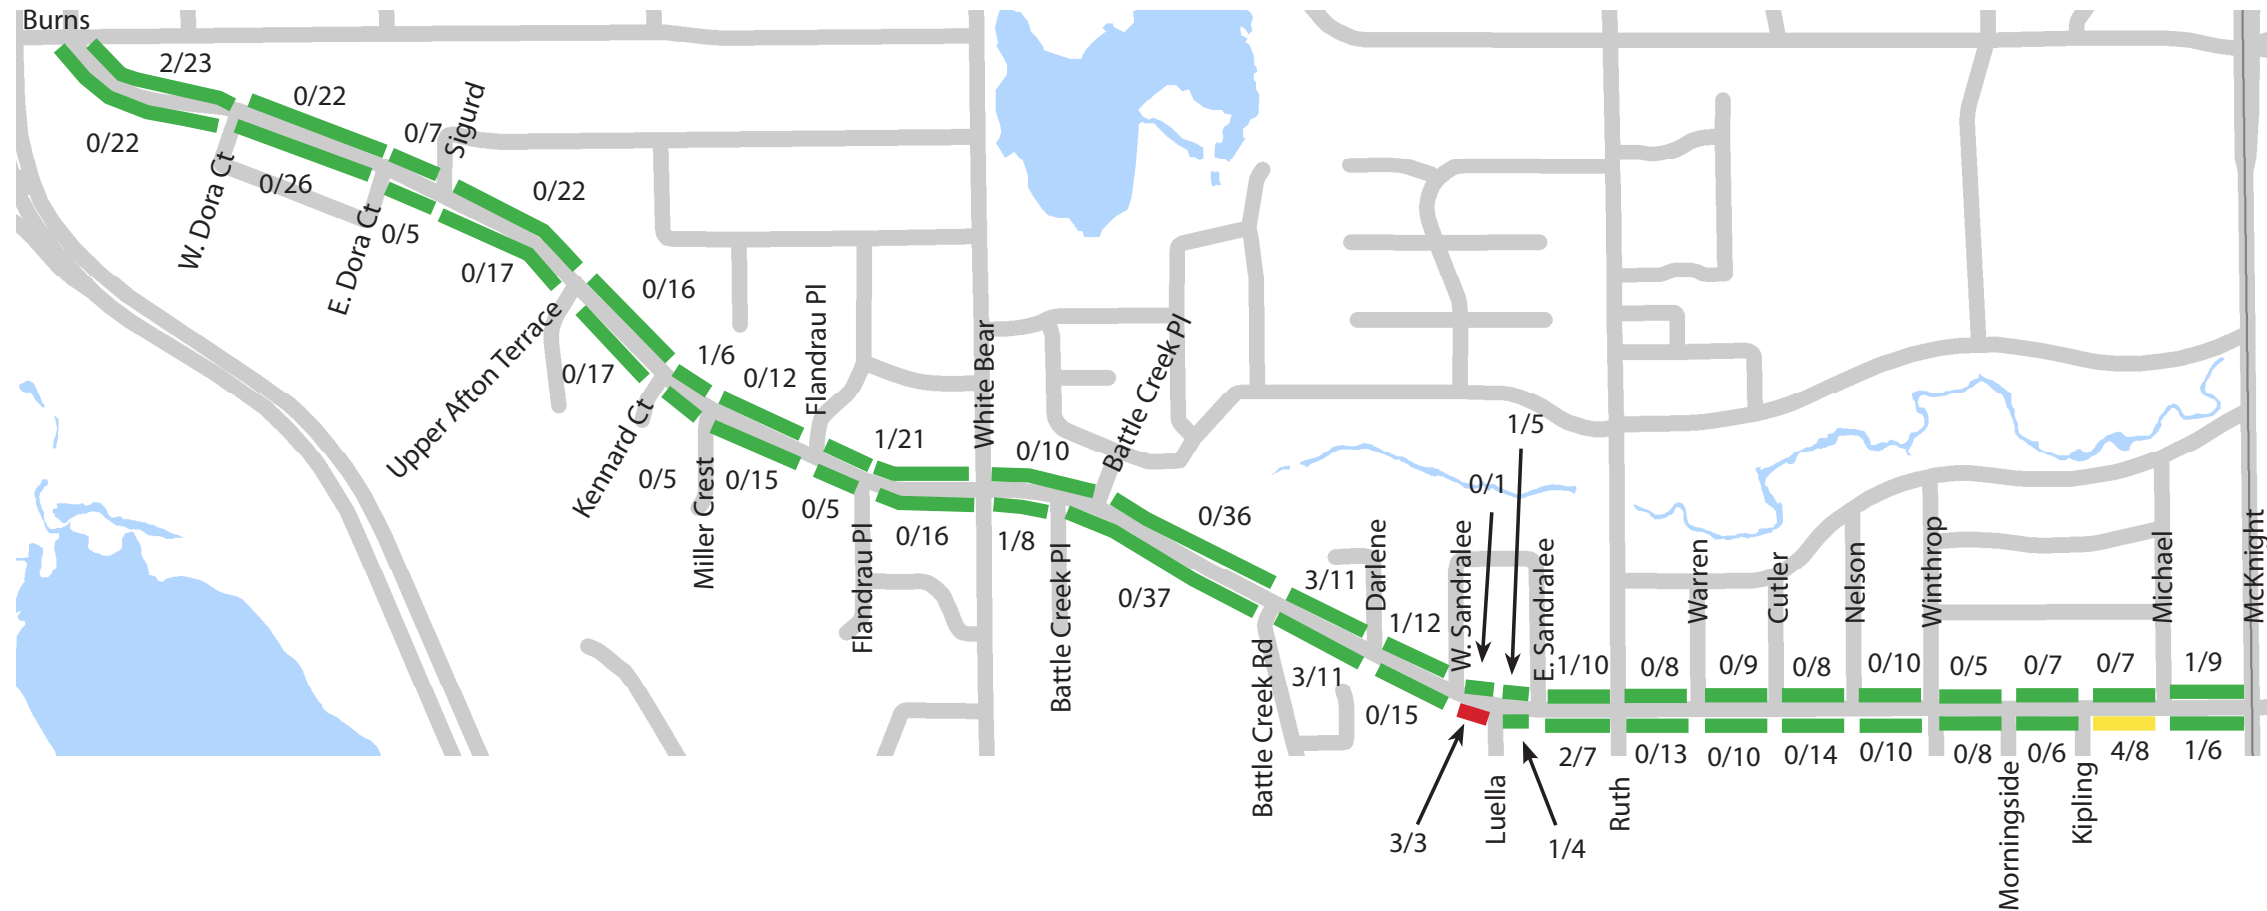 Burns
2/23
0/22
0/22
0/7
Sigurd
W. Dora Ct
0/26
E. Dora Ct
0/5
0/22
0/17
Upper Afton Terrace
0/16
0/17
Kennard Ct
1/6
0/12
Flandrau Pl
0/5
Miller Crest
0/15
0/5
Flandrau Pl
1/21
0/16
White Bear
0/10
1/8
Battle Creek Pl
Battle Creek Pl
0/36
0/37
Battle Creek Rd
3/11
3/11
Darlene
1/12
0/15
W. Sandralee
0/1
1/5
3/3
Luella
1/4
E. Sandralee
1/10
2/7
Ruth
0/8
0/13
Warren
0/9
0/10
Cutler
0/8
0/14
Nelson
0/10
0/10
Winthrop
0/5
0/8
Morningside
0/7
0/6
Kipling
0/7
4/8
Michael
1/9
1/6
McKnight